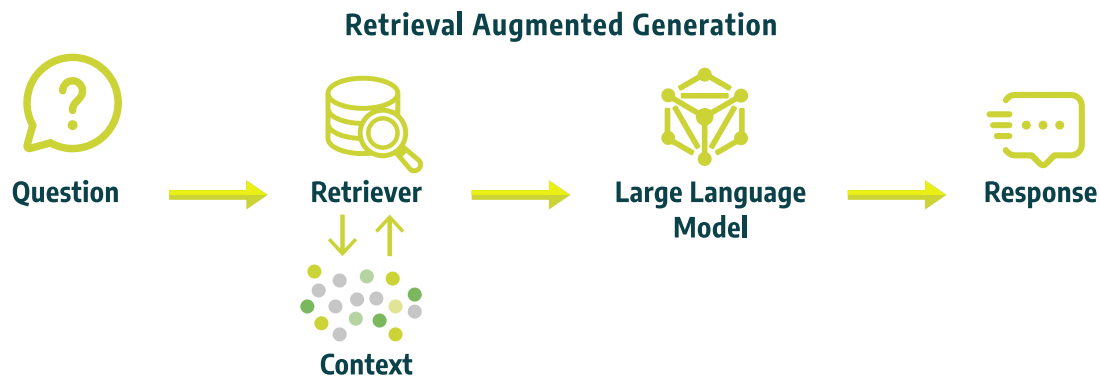 Retrieval Augmented Generation
?
Question
Retriever
Large Language
Model
Response
Context